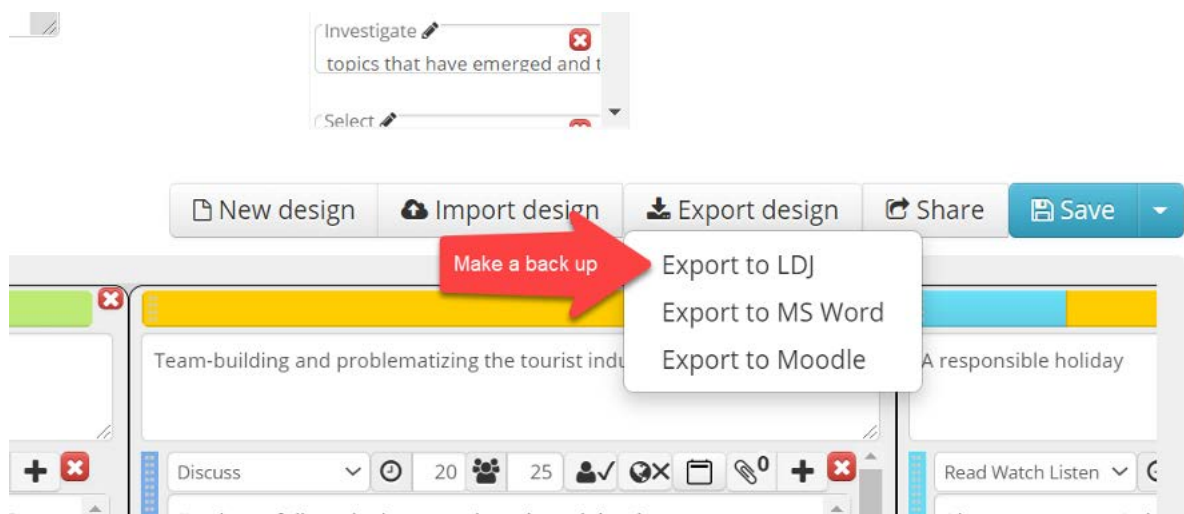 Investigate
topics that have emerged and t
Select
New design Import design Export design Share Save
Make a back up
Export to LDJ
Export to MS Word
Export to Moodle
Team-building and problematizing the tourist indu
A responsible holiday
Discuss 20 25 0
Read Watch Listen